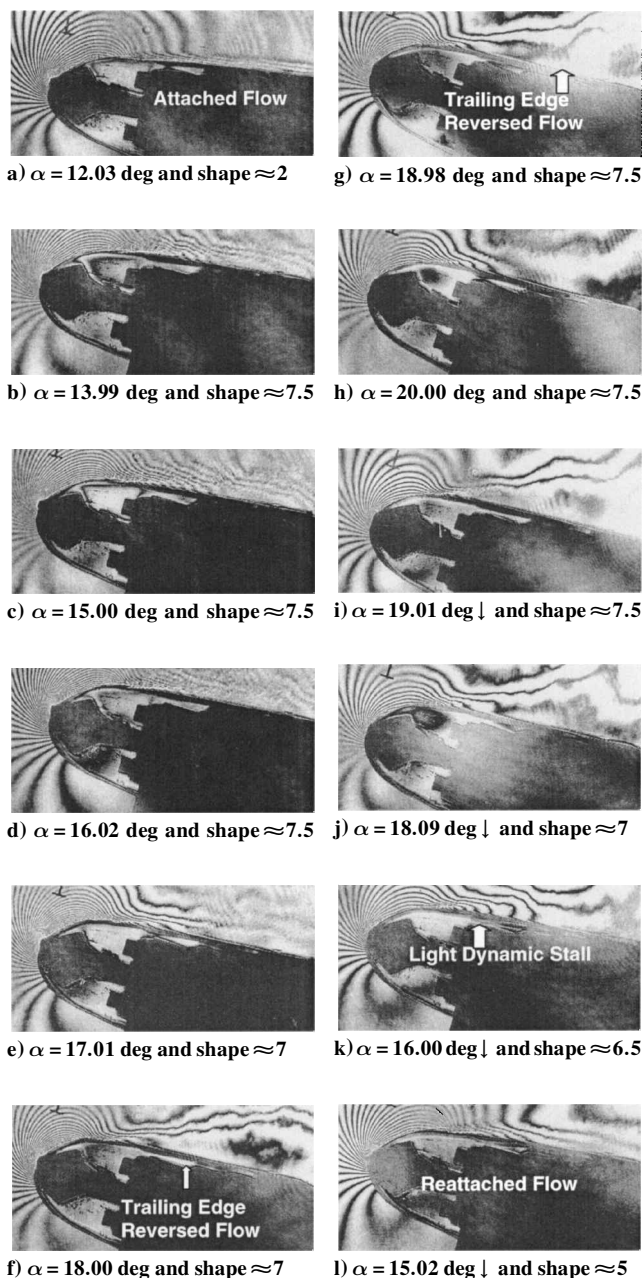 Attached Flow
a) α = 12.03 deg and shape ≈2
b) α = 13.99 deg and shape ≈7.5
c) α = 15.00 deg and shape ≈7.5
d) α = 16.02 deg and shape ≈7.5
e) α = 17.01 deg and shape ≈7
Trailing Edge
Reversed Flow
f) α = 18.00 deg and shape ≈7
Trailing Edge
Reversed Flow
g) α = 18.98 deg and shape ≈7.5
h) α = 20.00 deg and shape ≈7.5
i) α = 19.01 deg ↓ and shape ≈7.5
j) α = 18.09 deg ↓ and shape ≈7
Light Dynamic Stall
k) α = 16.00 deg ↓ and shape ≈6.5
Reattached Flow
l) α = 15.02 deg ↓ and shape ≈5